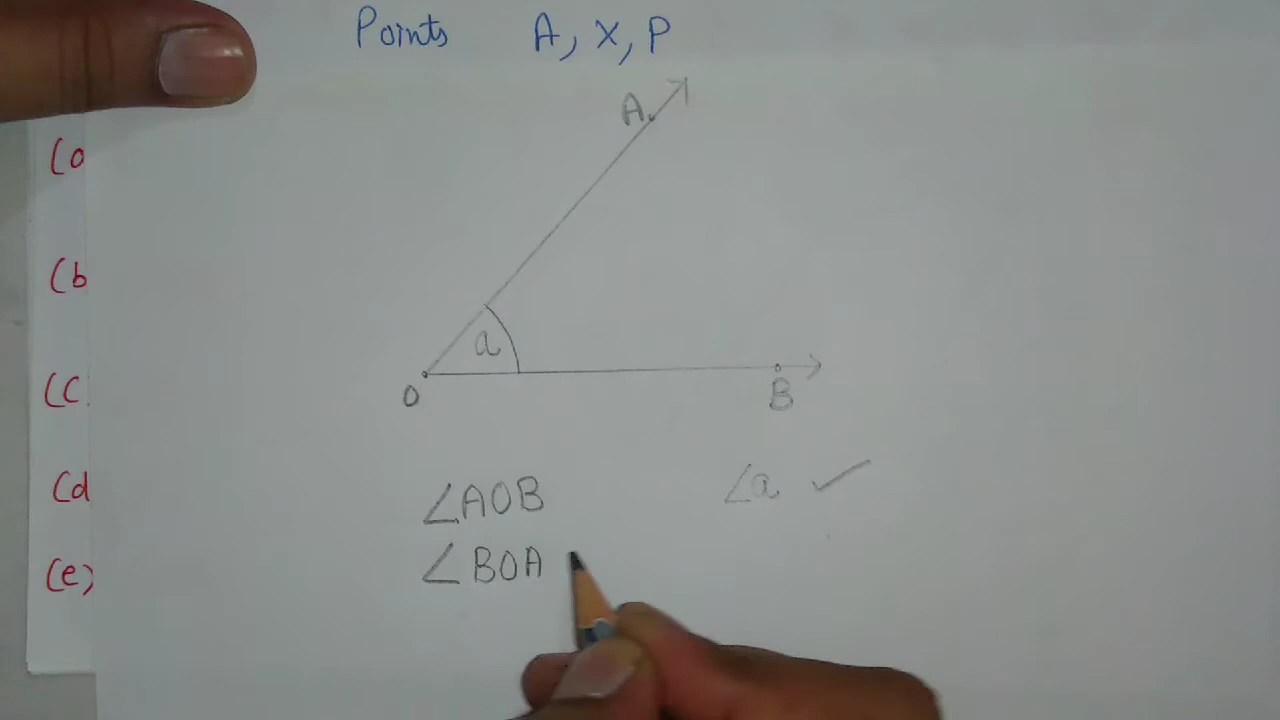 Points A, X, P
A
(a
(b
a
O
B
(c
∠AOB
∠a ✓
(d
∠BOA
(e)